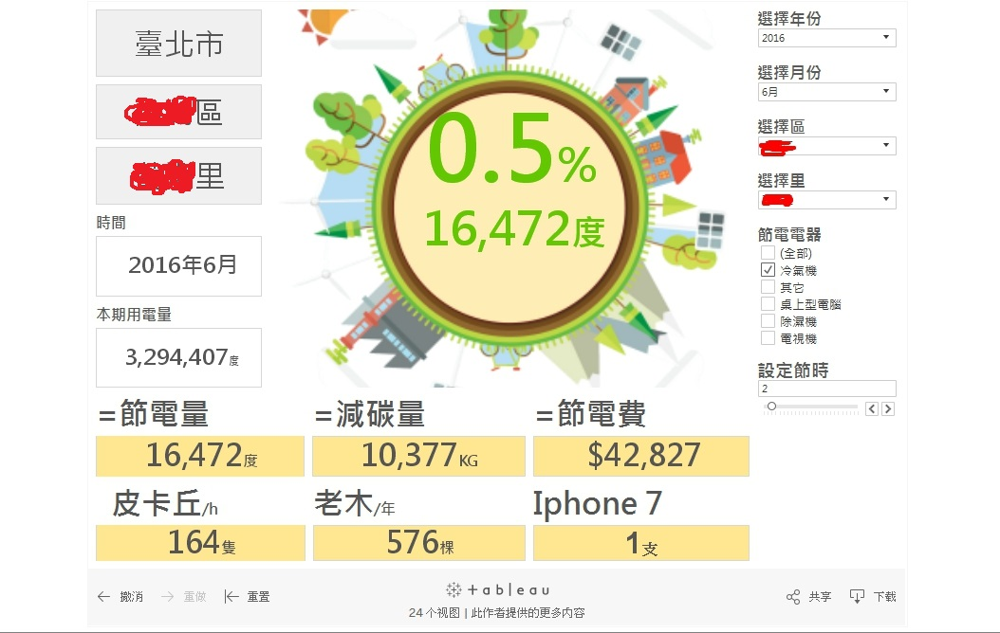 臺北市
區
里
時間
2016年6月
本期用電量
3,294,407度
0.5%
16,472度
選擇年份
2016
選擇月份
6月
選擇區
選擇里
節電電器
(全部)
冷氣機
其它
桌上型電腦
除濕機
電視機
設定節時
2
=節電量
16,472度
=減碳量
10,377KG
=節電費
$42,827
皮卡丘/h
164隻
老木/年
576棵
Iphone 7
1支
撤消
重做
重置
+ableau
24 个视图 | 此作者提供的更多内容
共享
下载